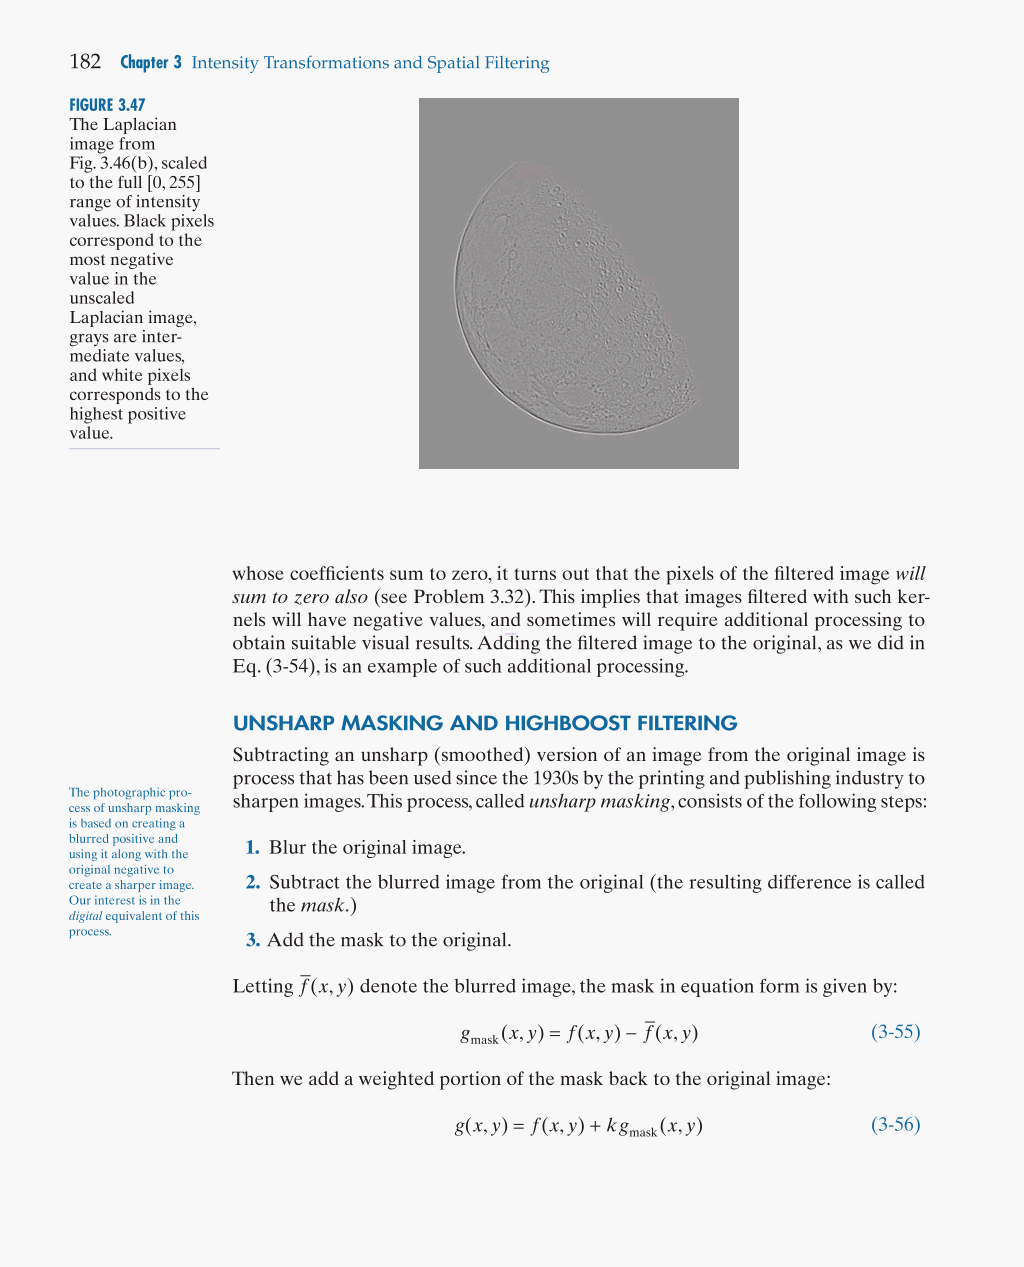 182 Chapter 3 Intensity Transformations and Spatial Filtering
FIGURE 3.47
The Laplacian
image from
Fig. 3.46(b), scaled
to the full [0, 255]
range of intensity
values. Black pixels
correspond to the
most negative
value in the
unscaled
Laplacian image,
grays are inter-
mediate values,
and white pixels
corresponds to the
highest positive
value.
whose coefficients sum to zero, it turns out that the pixels of the filtered image will
sum to zero also (see Problem 3.32). This implies that images filtered with such ker-
nels will have negative values, and sometimes will require additional processing to
obtain suitable visual results. Adding the filtered image to the original, as we did in
Eq. (3-54), is an example of such additional processing.
UNSHARP MASKING AND HIGHBOOST FILTERING
Subtracting an unsharp (smoothed) version of an image from the original image is
process that has been used since the 1930s by the printing and publishing industry to
sharpen images. This process, called unsharp masking, consists of the following steps:
The photographic pro-
cess of unsharp masking
is based on creating a
blurred positive and
using it along with the
original negative to
create a sharper image.
Our interest is in the
digital equivalent of this
process.
1. Blur the original image.
2. Subtract the blurred image from the original (the resulting difference is called
the mask.)
3. Add the mask to the original.
Letting f̅(x, y) denote the blurred image, the mask in equation form is given by:
g_mask(x, y) = f(x, y) − f̅(x, y) (3-55)
Then we add a weighted portion of the mask back to the original image:
g(x, y) = f(x, y) + k g_mask(x, y) (3-56)